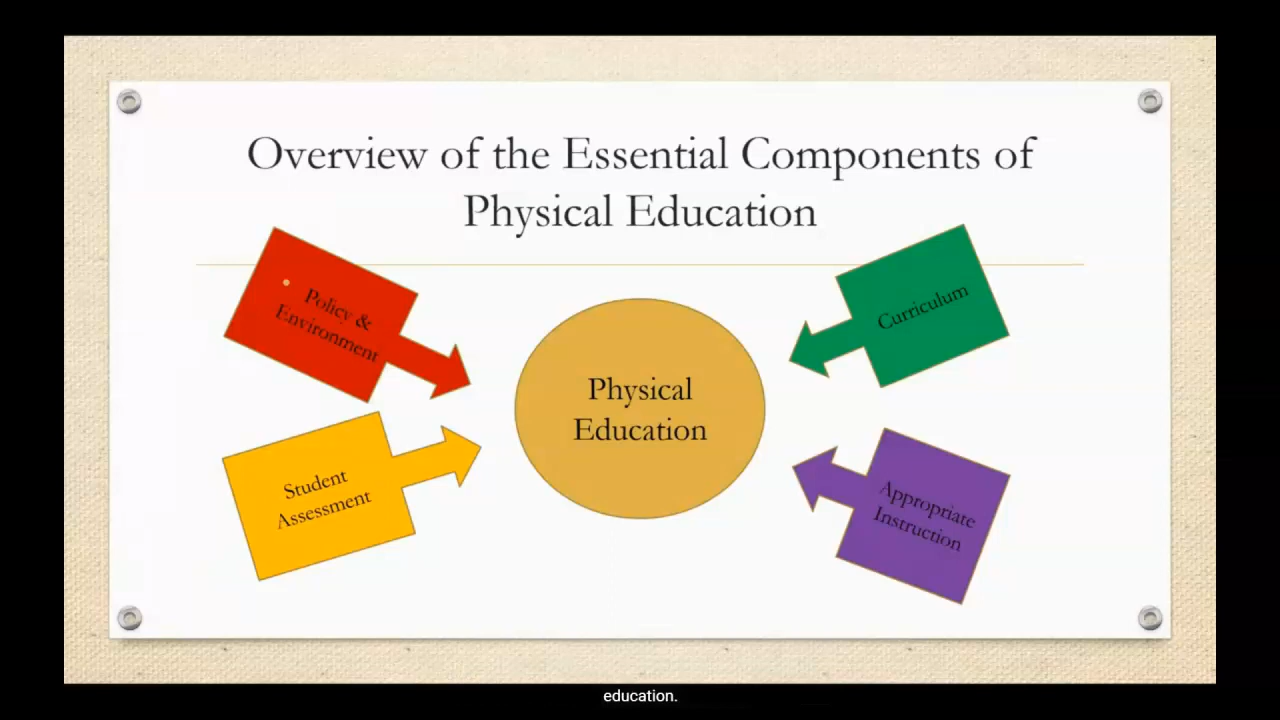 Overview of the Essential Components of
Physical Education
• Policy &
Environment
Curriculum
Physical
Education
Student
Assessment
Appropriate
Instruction
education.